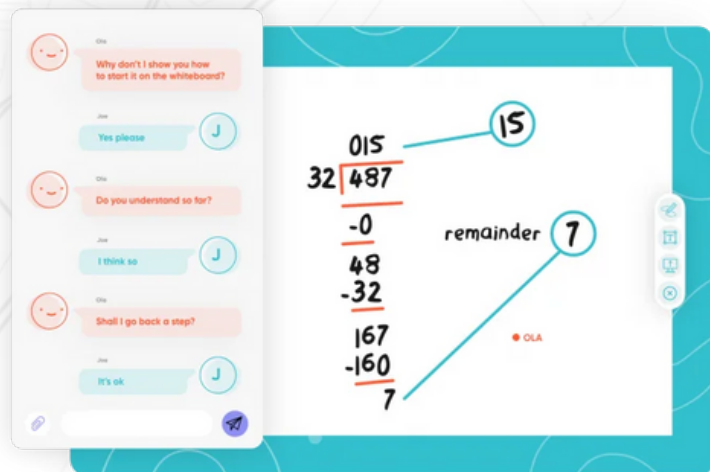 Ola
Why don't I show you how
to start it on the whiteboard?
Joe
Yes please
J
Ola
Do you understand so far?
Joe
I think so
J
Ola
Shall I go back a step?
Joe
It's ok
J
015
32 487
-0
48
-32
167
-160
7
15
remainder 7
OLA